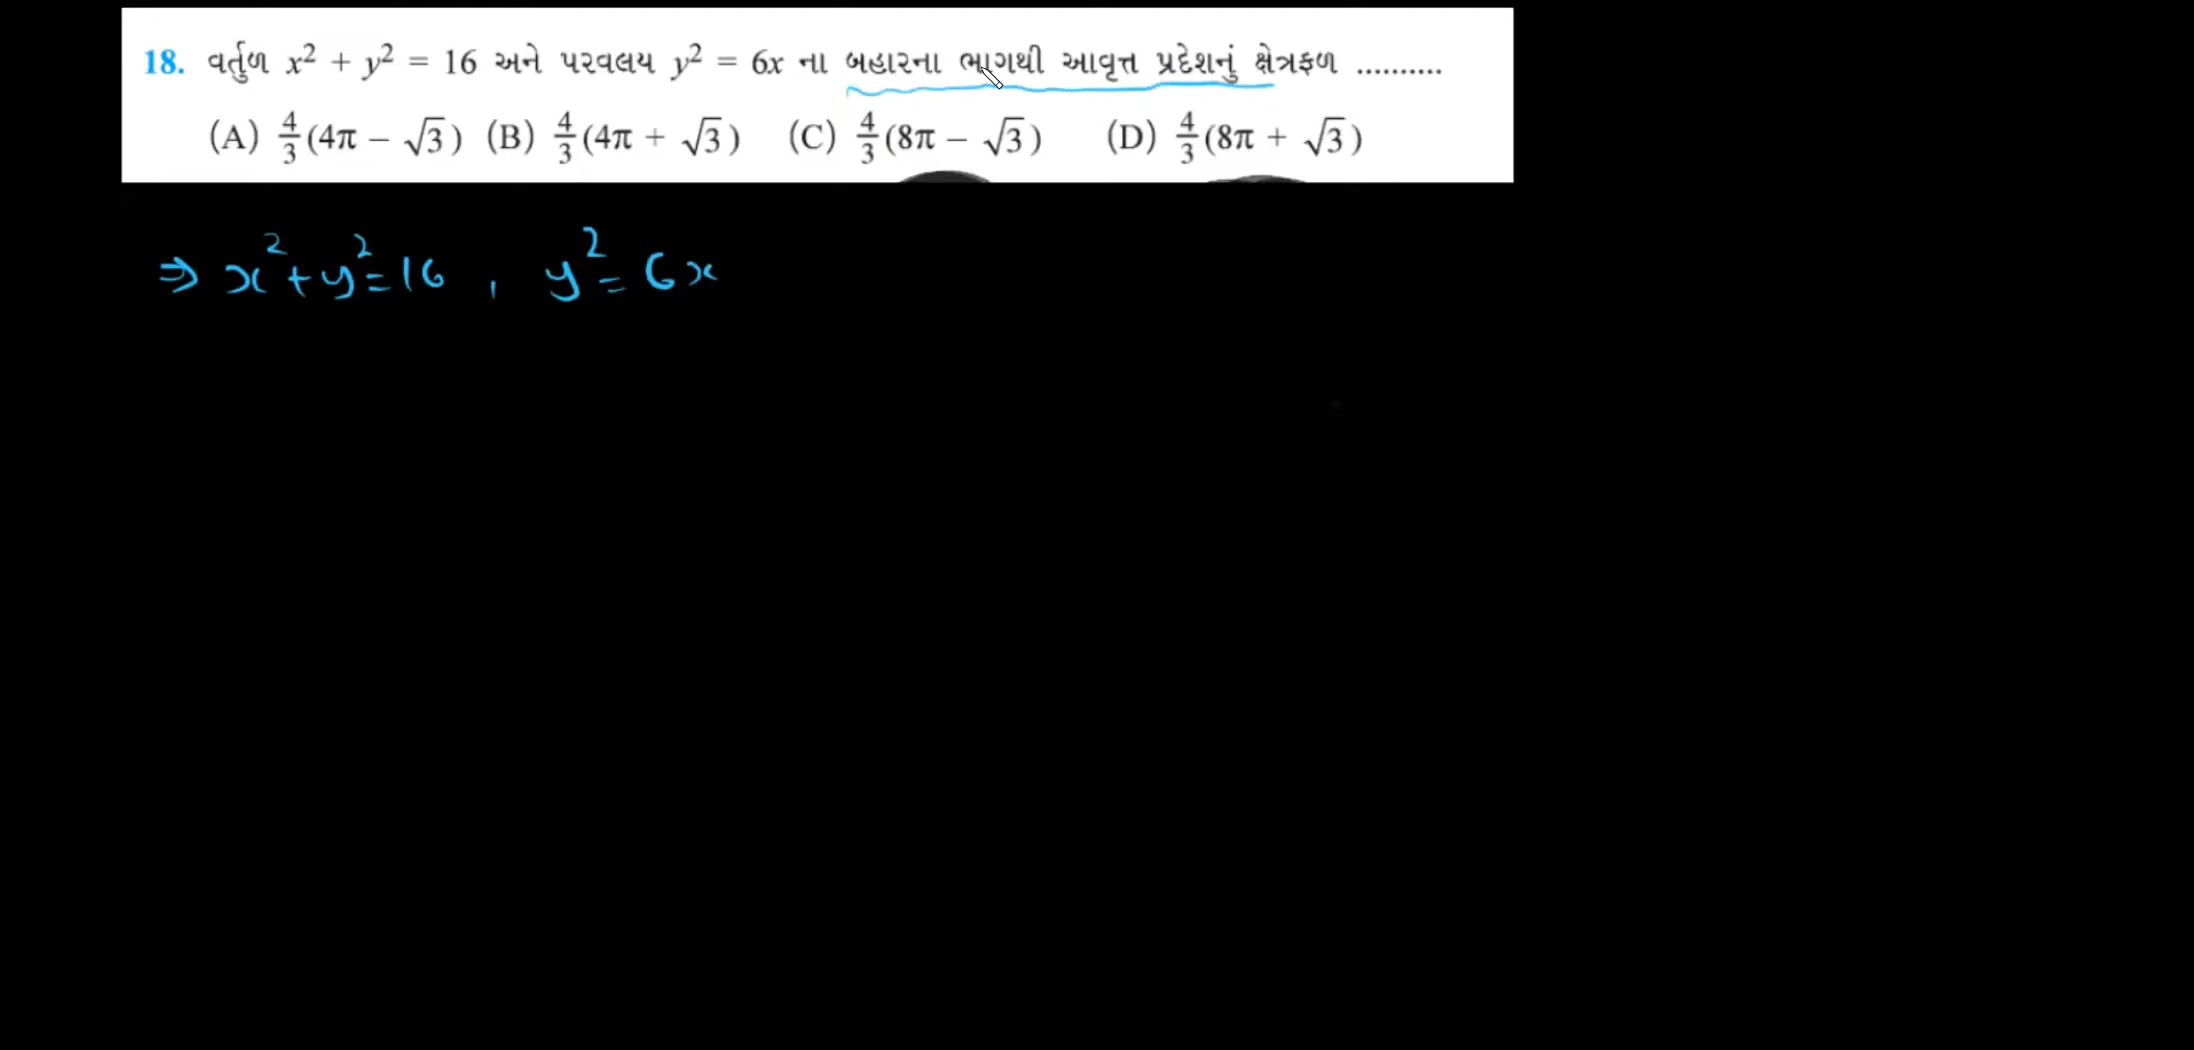 18. વર્તુળ x² + y² = 16 અને પરવલય y² = 6x ના બહારના ભાગથી આવૃત્ત પ્રદેશનું ક્ષેત્રફળ ..........
(A) 4/3(4π – √3) (B) 4/3(4π + √3) (C) 4/3(8π – √3) (D) 4/3(8π + √3)
⇒ x² + y² = 16 , y² = 6x